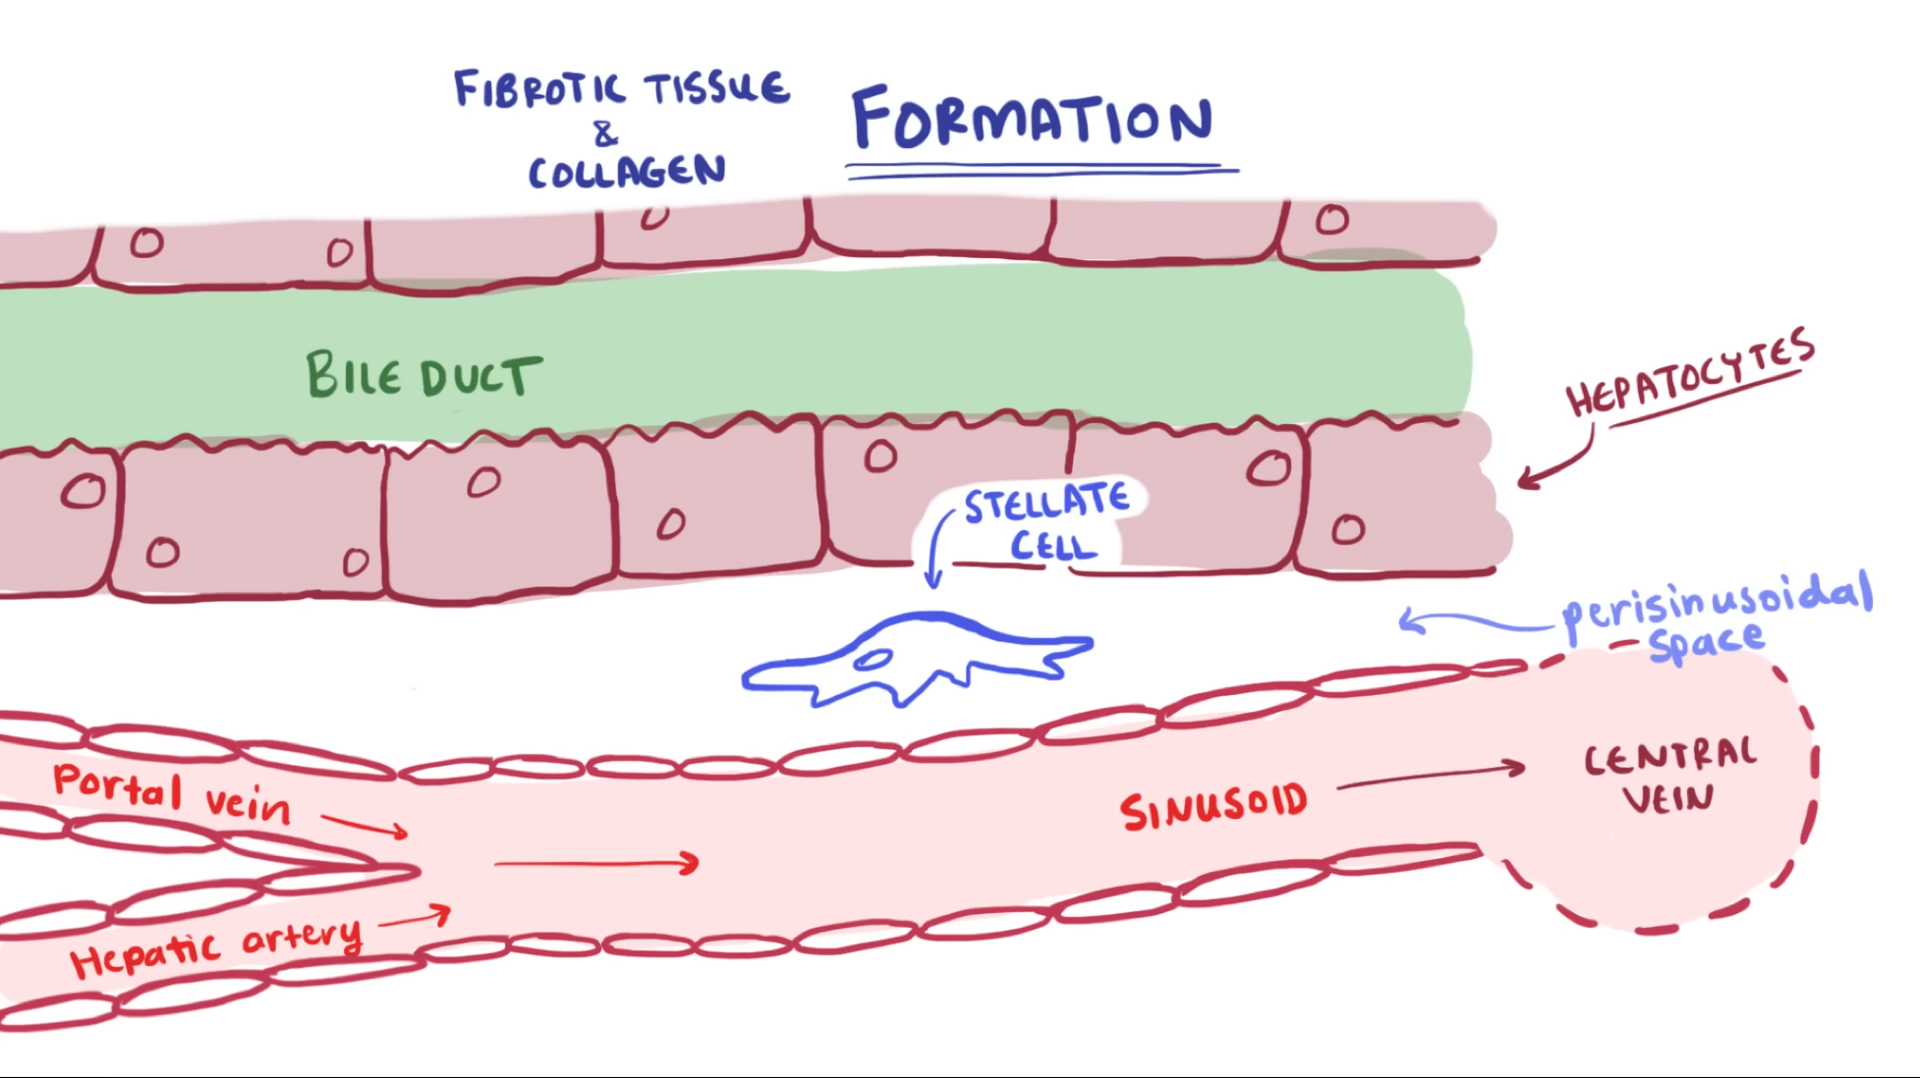 FIBROTIC TISSUE
&
COLLAGEN
FORMATION
BILE DUCT
HEPATOCYTES
STELLATE
CELL
perisinusoidal
space
Portal vein
SINUSOID
CENTRAL
VEIN
Hepatic artery